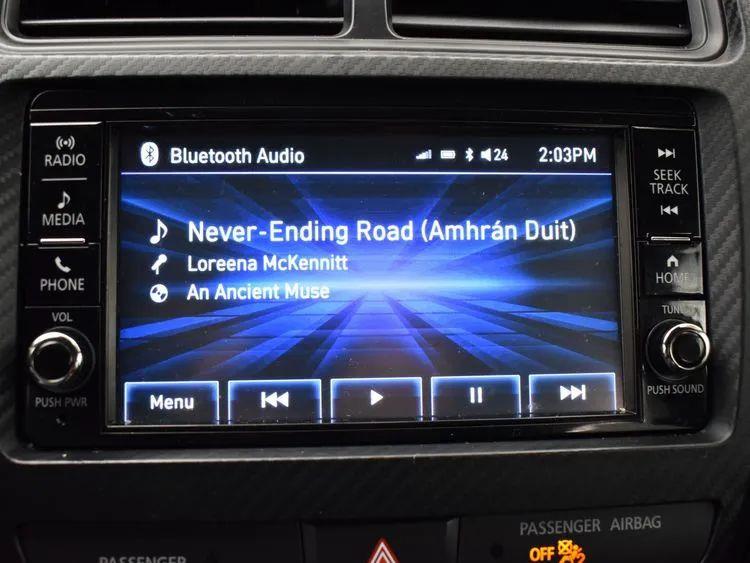 Bluetooth Audio 24 2:03PM
RADIO
MEDIA
PHONE
VOL
PUSH PWR
Never-Ending Road (Amhrán Duit)
Loreena McKennitt
An Ancient Muse
Menu
SEEK
TRACK
HOME
TUNE
PUSH SOUND
PASSENGER
PASSENGER AIRBAG
OFF